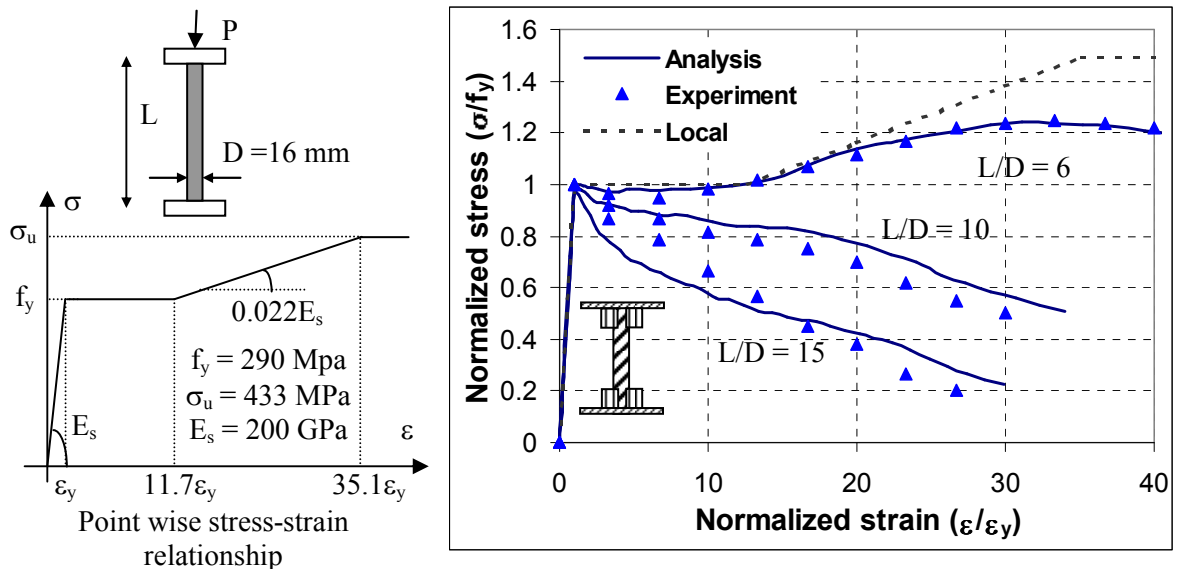 P
L
D =16 mm
σ
σu
fy
0.022Es
fy = 290 Mpa
σu = 433 MPa
Es = 200 GPa
Es
ε
εy
11.7εy
35.1εy
Point wise stress-strain
relationship
Normalized stress (σ/fy)
1.6
1.4
1.2
1
0.8
0.6
0.4
0.2
0
Analysis
Experiment
Local
L/D = 6
L/D = 10
L/D = 15
0
10
20
30
40
Normalized strain (ε/εy)